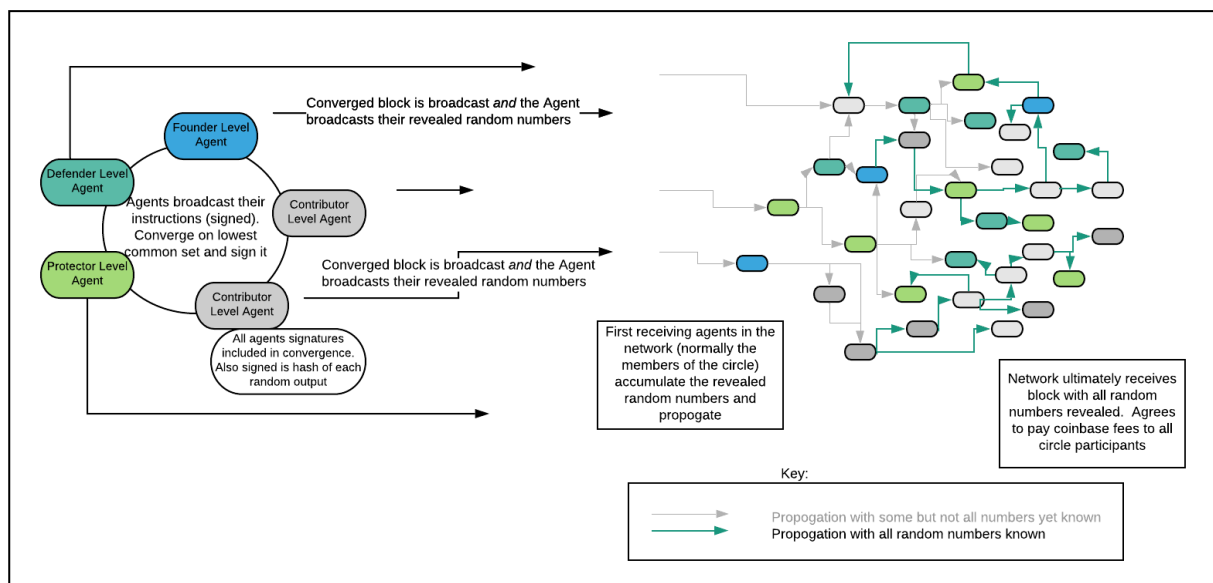 Founder Level
Agent
Defender Level
Agent
Contributor
Level Agent
Protector Level
Agent
Contributor
Level Agent
Agents broadcast their
instructions (signed).
Converge on lowest
common set and sign it
All agents signatures
included in convergence.
Also signed is hash of each
random output
Converged block is broadcast and the Agent
broadcasts their revealed random numbers
Converged block is broadcast and the Agent
broadcasts their revealed random numbers
First receiving agents in the
network (normally the
members of the circle)
accumulate the revealed
random numbers and
propogate
Network ultimately receives
block with all random
numbers revealed. Agrees
to pay coinbase fees to all
circle participants
Key:
Propogation with some but not all numbers yet known
Propogation with all random numbers known